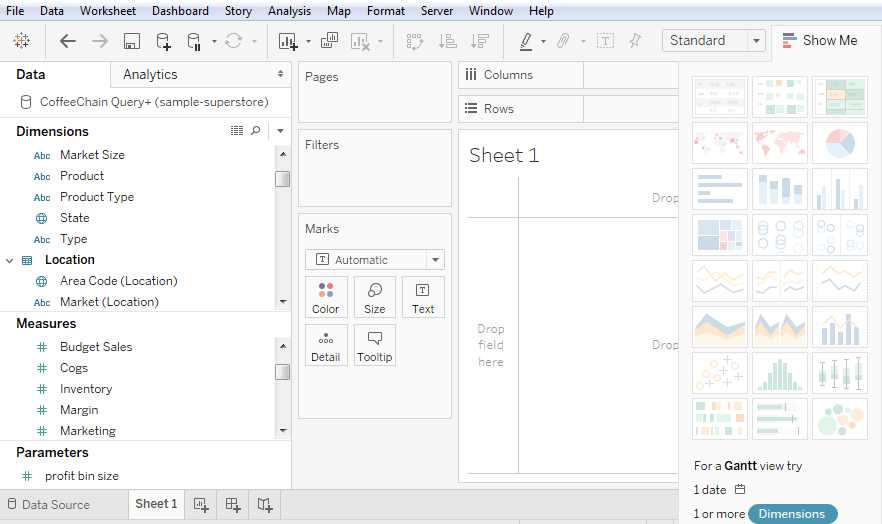 File Data Worksheet Dashboard Story Analysis Map Format Server Window Help
Standard Show Me
Data Analytics
CoffeeChain Query+ (sample-superstore)
Dimensions
Abc Market Size
Abc Product
Abc Product Type
State
Abc Type
Location
Area Code (Location)
Abc Market (Location)
Measures
# Budget Sales
# Cogs
# Inventory
# Margin
# Marketing
Parameters
# profit bin size
Pages
Filters
Marks
T Automatic
Color Size Text
Detail Tooltip
Columns
Rows
Sheet 1
Drop
Drop
field
here
Drop
For a Gantt view try
1 date
1 or more Dimensions
Data Source Sheet 1